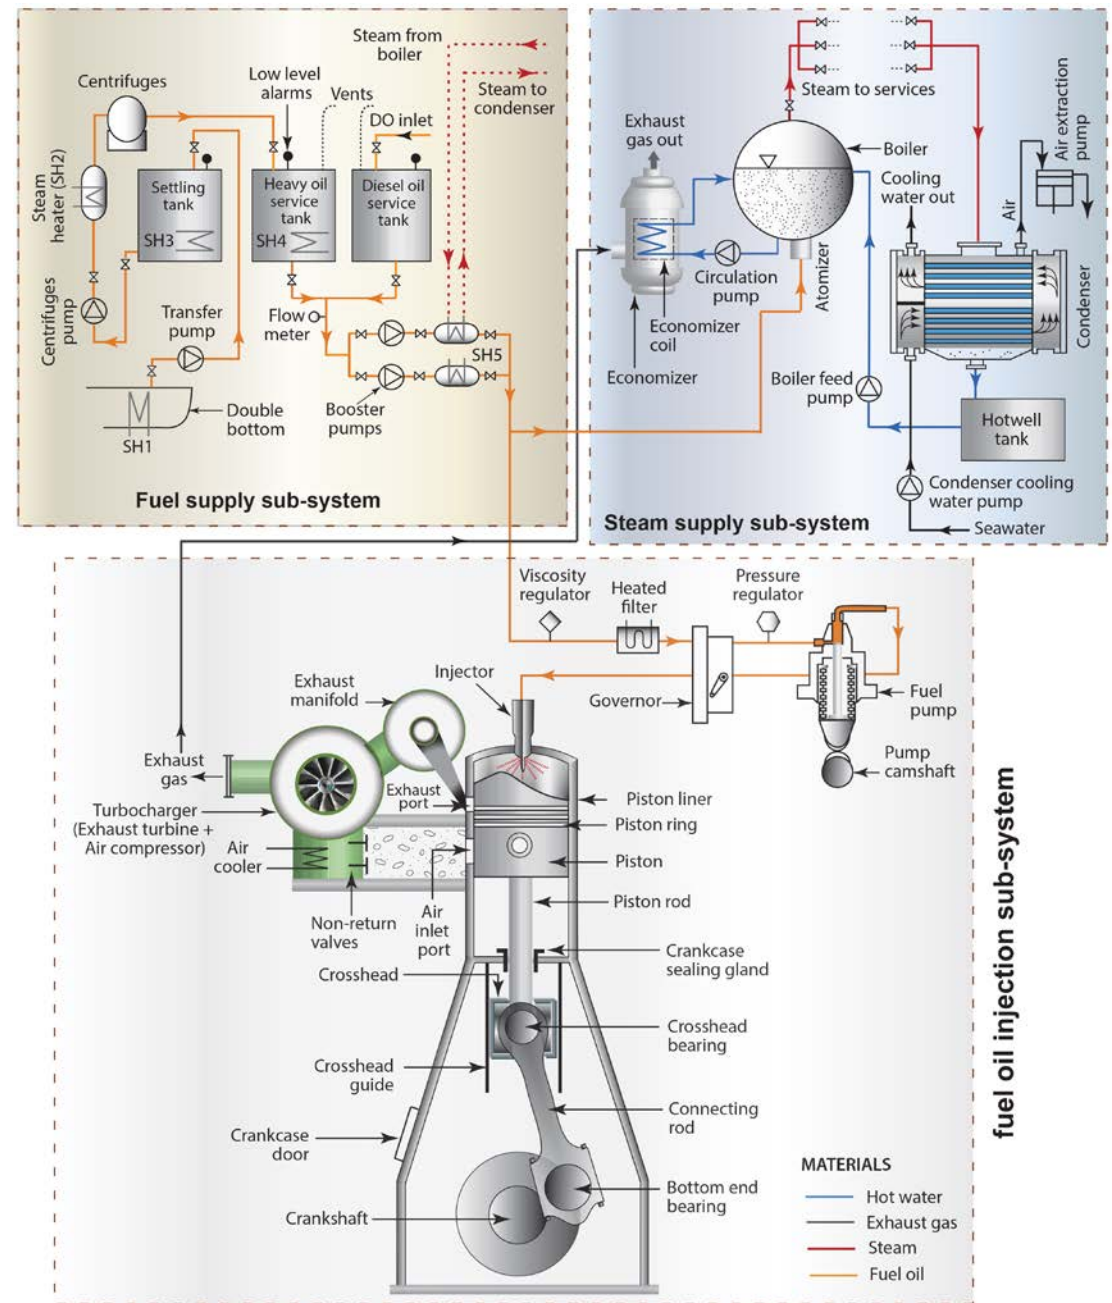 Steam from
boiler
Centrifuges
Low level
alarms
Vents
Steam to
condenser
DO inlet
Steam
heater (SH2)
Settling
tank
Heavy oil
service
tank
Diesel oil
service
tank
SH3
SH4
Centrifuges
pump
Transfer
pump
Flow
meter
SH5
Double
bottom
SH1
Booster
pumps
Fuel supply sub-system
Steam to services
Exhaust
gas out
Boiler
Air extraction
pump
Cooling
water out
Air
Circulation
pump
Atomizer
Condenser
Economizer
coil
Economizer
Boiler feed
pump
Hotwell
tank
Condenser cooling
water pump
Seawater
Steam supply sub-system
Viscosity
regulator
Heated
filter
Pressure
regulator
Injector
Exhaust
manifold
Governor
Fuel
pump
Exhaust
gas
Pump
camshaft
Exhaust
port
Piston liner
Turbocharger
(Exhaust turbine +
Air compressor)
Piston ring
Air
cooler
Piston
Non-return
valves
Air
inlet
port
Piston rod
Crosshead
Crankcase
sealing gland
Crosshead
bearing
Crosshead
guide
Connecting
rod
Crankcase
door
Bottom end
bearing
Crankshaft
fuel oil injection sub-system
MATERIALS
Hot water
Exhaust gas
Steam
Fuel oil